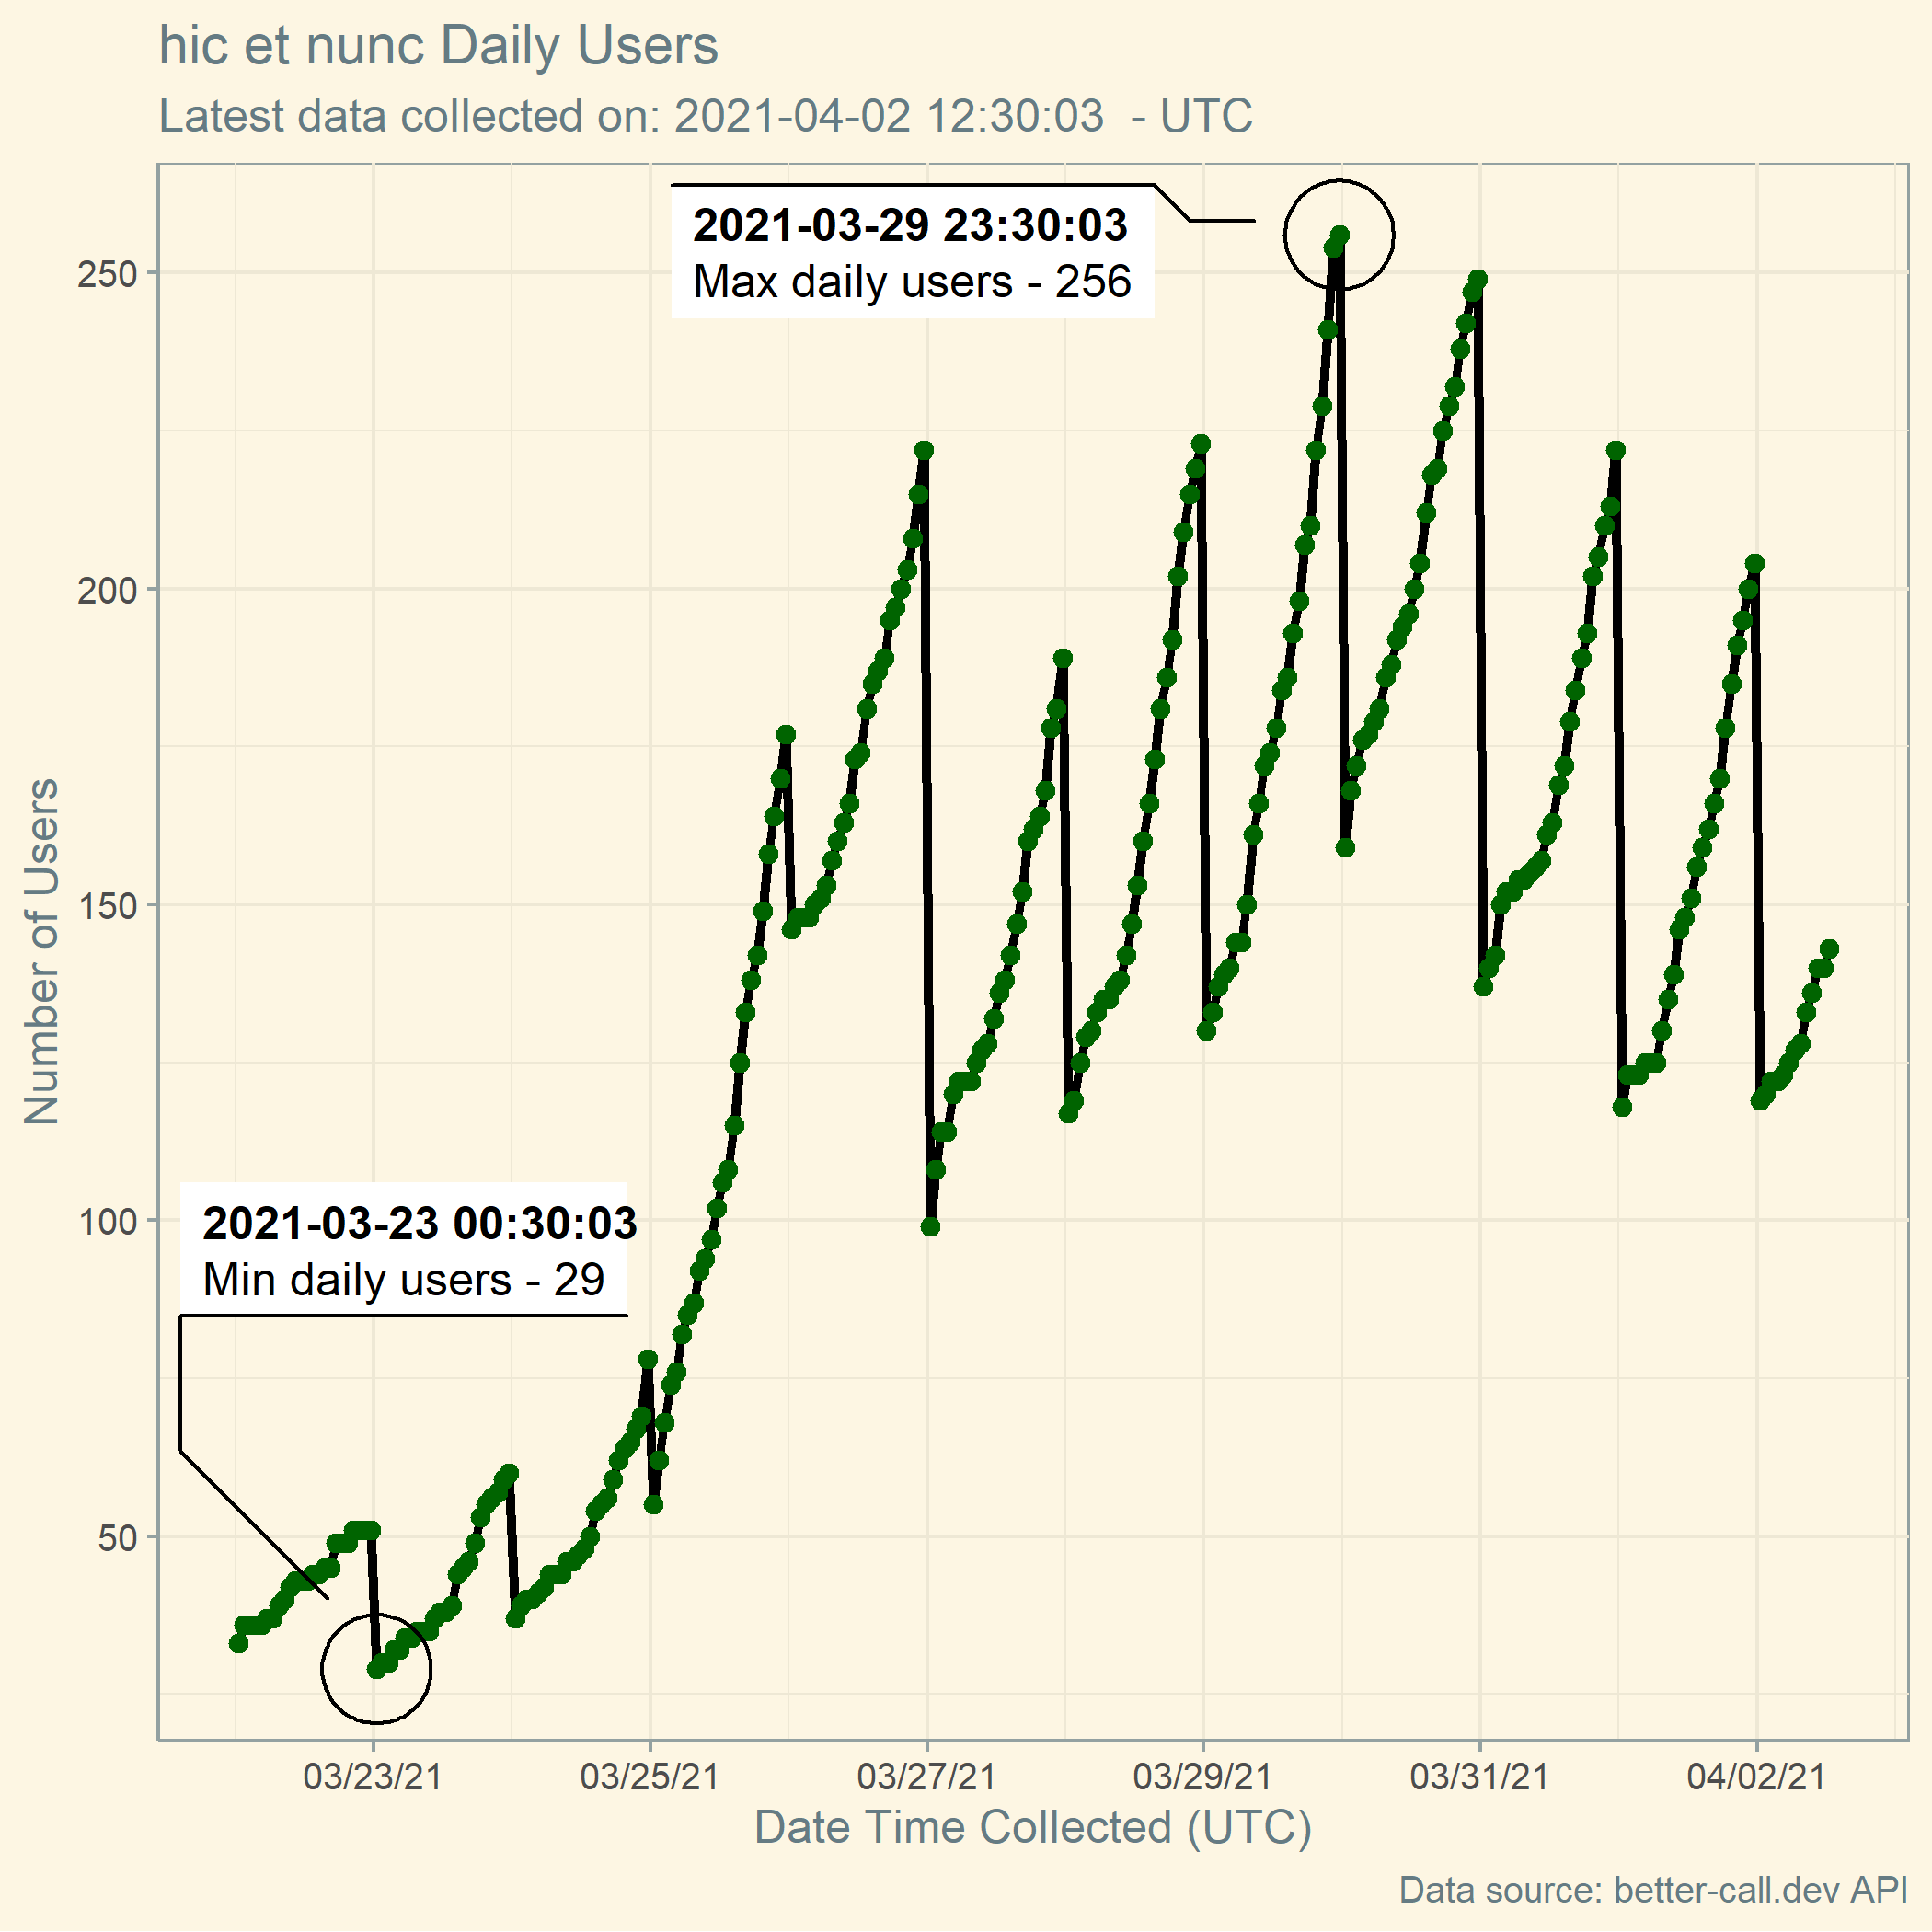 hic et nunc Daily Users
Latest data collected on: 2021-04-02 12:30:03  - UTC
2021-03-29 23:30:03
Max daily users - 256
250
200
Number of Users
150
2021-03-23 00:30:03
Min daily users - 29
100
50
03/23/21 03/25/21 03/27/21 03/29/21 03/31/21 04/02/21
Date Time Collected (UTC)
Data source: better-call.dev API